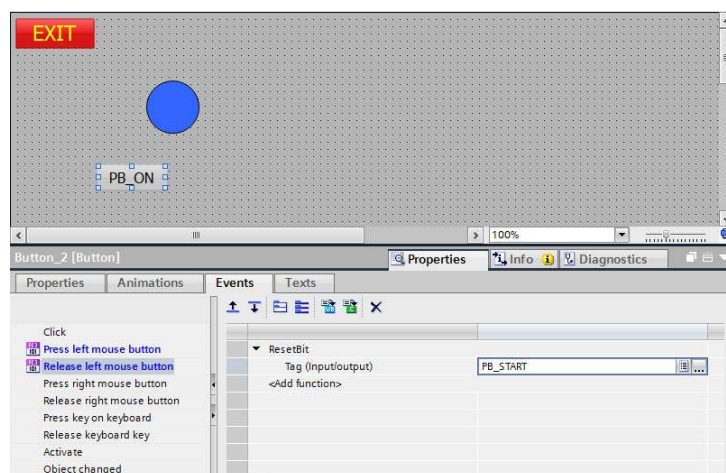 EXIT
PB_ON
100%
Button_2 [Button]
Properties
Info
Diagnostics
Properties
Animations
Events
Texts
Click
Press left mouse button
Release left mouse button
Press right mouse button
Release right mouse button
Press key on keyboard
Release keyboard key
Activate
Object changed
ResetBit
Tag (Input/output)
PB_START
<Add function>